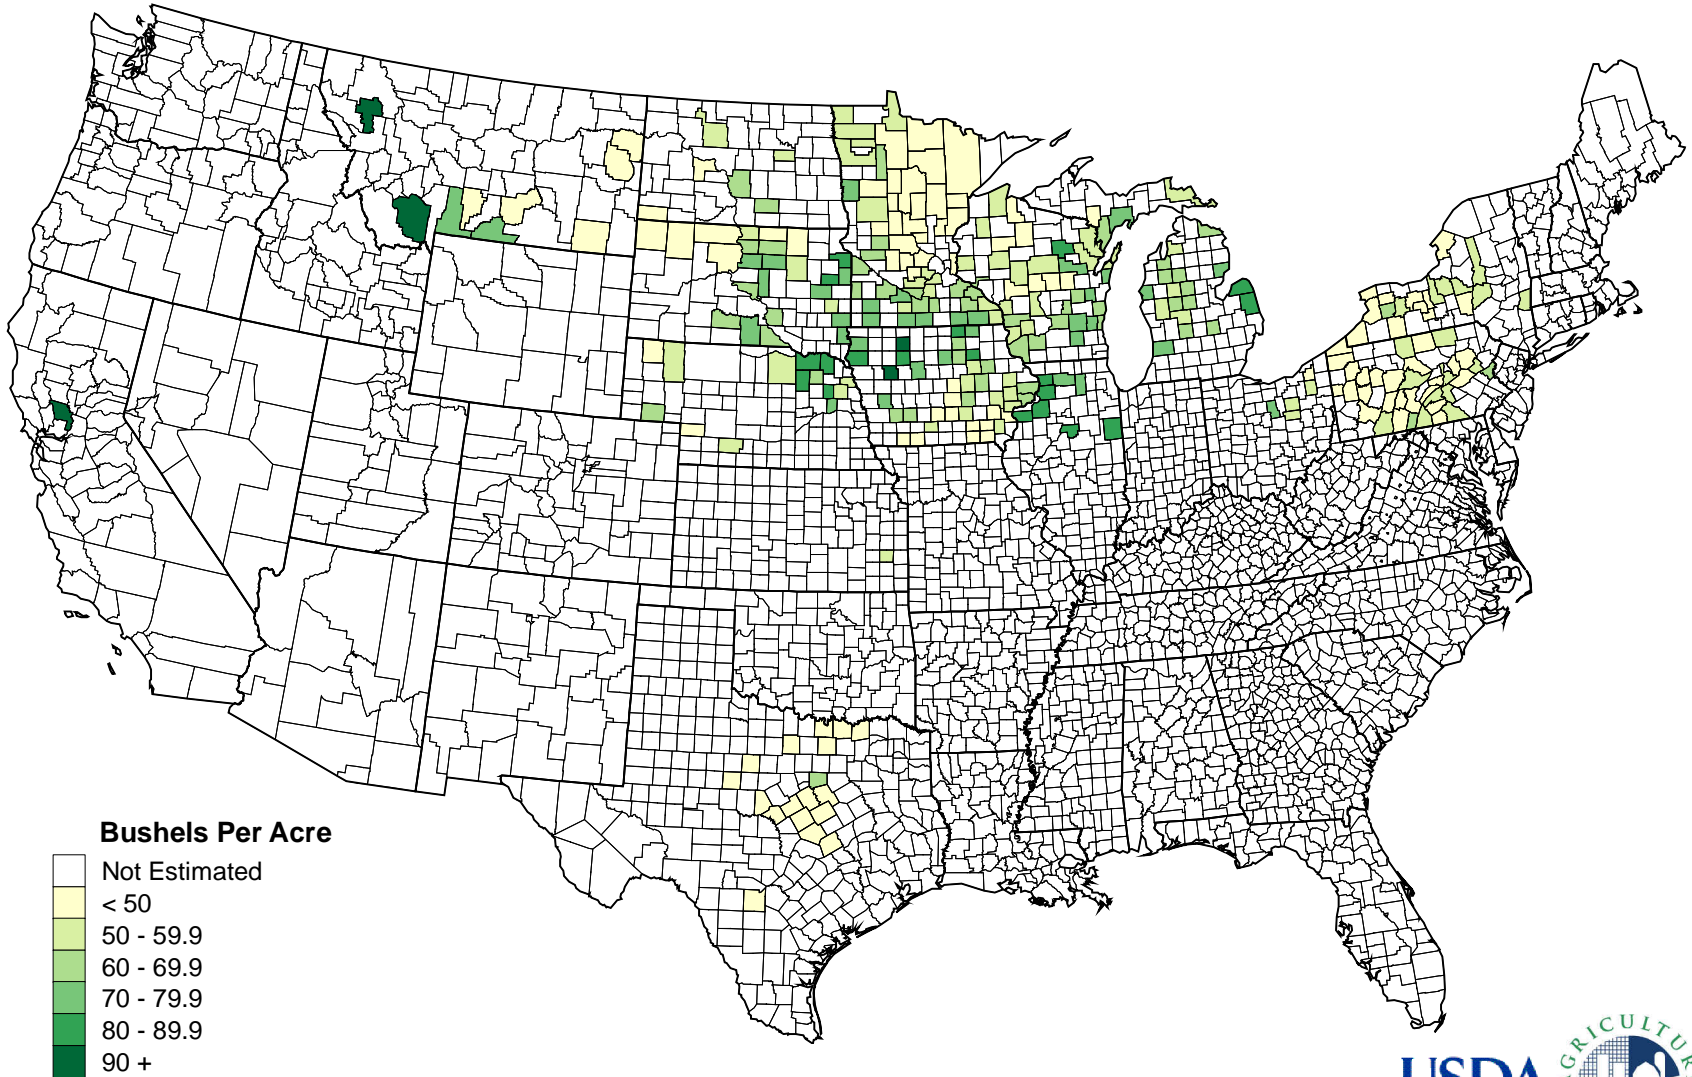 Bushels Per Acre
Not Estimated
< 50
50 - 59.9
60 - 69.9
70 - 79.9
80 - 89.9
90 +
USDA